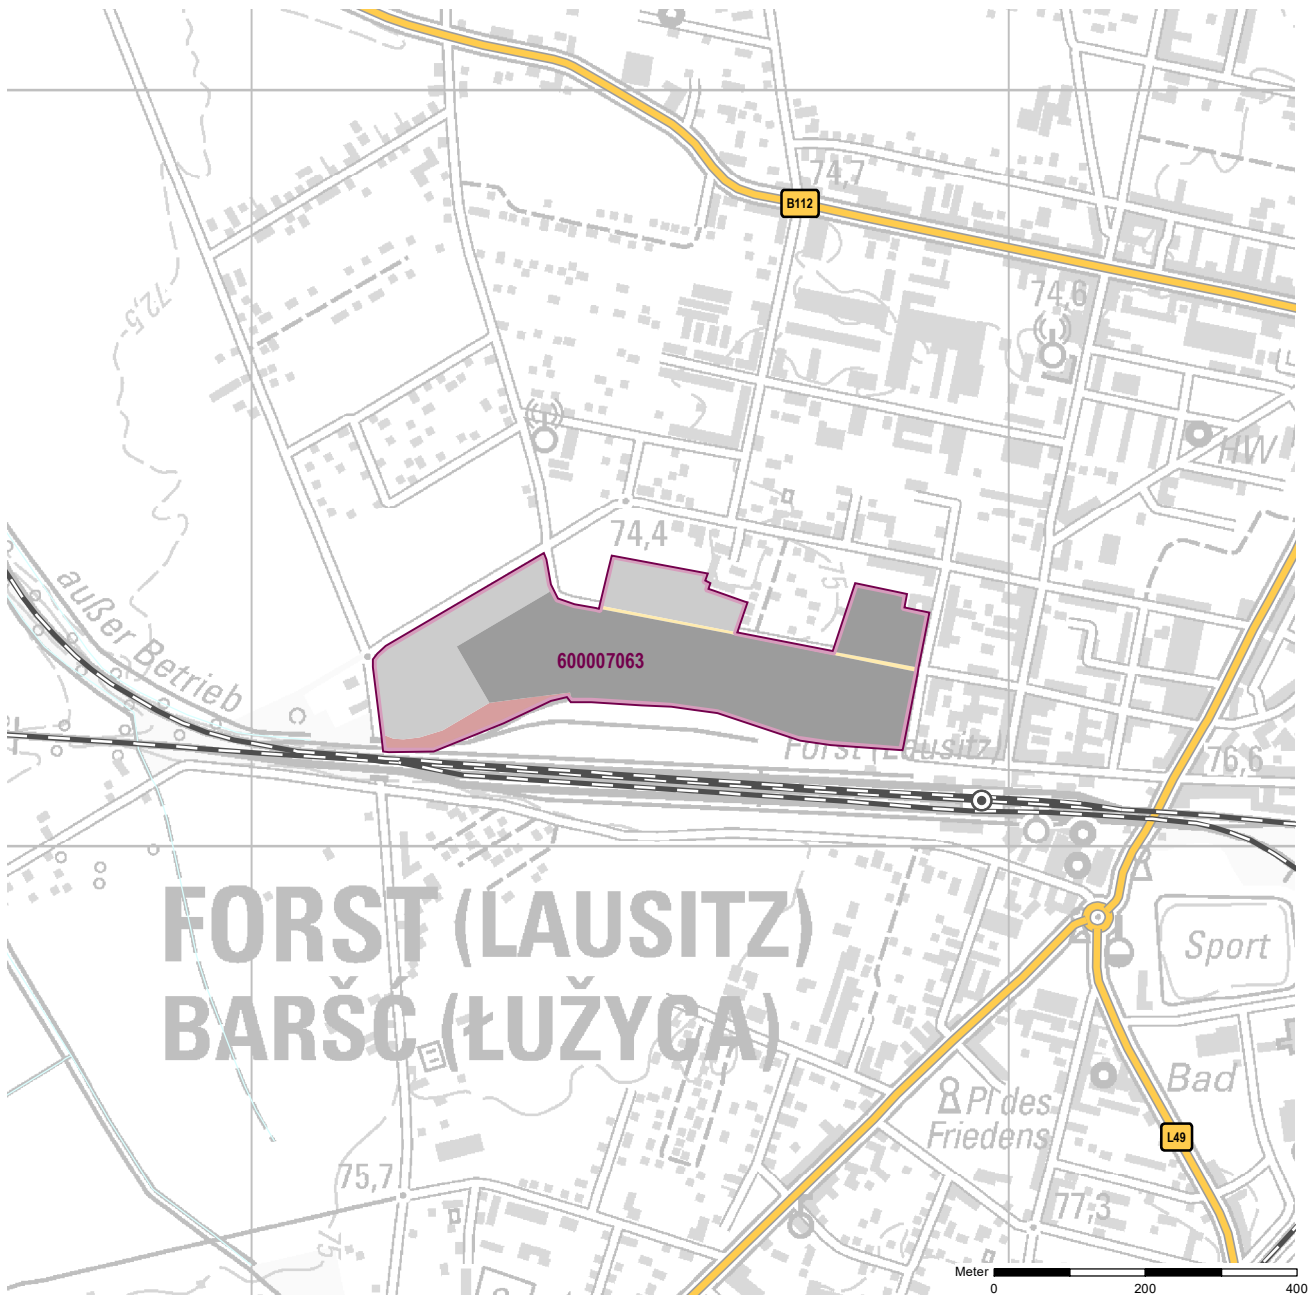 74,7
B112
74,6
72,5
HW
74,4
75
außer Betrieb
600007063
Forst (Lausitz)
76,6
FORST (LAUSITZ)
BARŠĆ (ŁUŽYCA)
Sport
Bad
Pl des
Friedens
L49
75,7
77,3
75
Meter
0
200
400